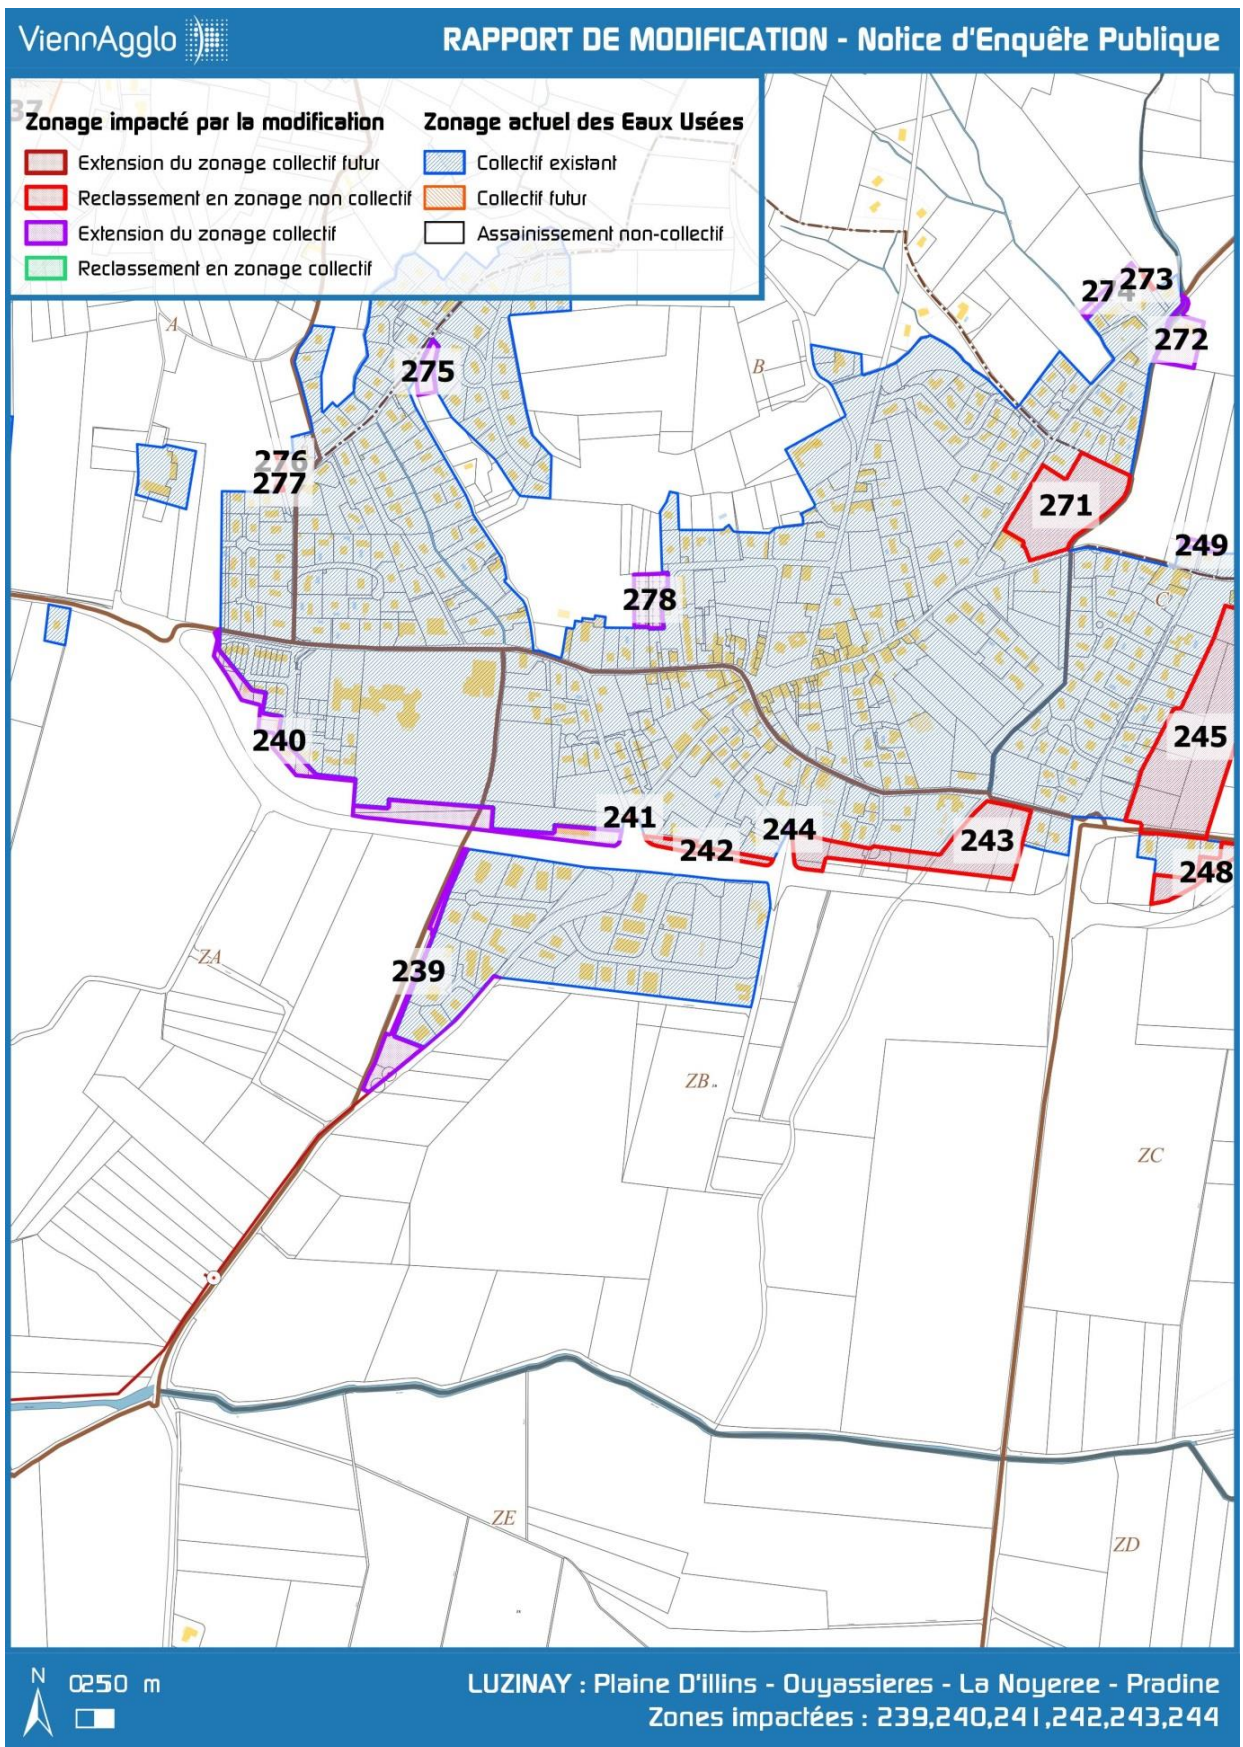 ViennAgglo
RAPPORT DE MODIFICATION - Notice d'Enquête Publique
37
Zonage impacté par la modification
Extension du zonage collectif futur
Reclassement en zonage non collectif
Extension du zonage collectif
Reclassement en zonage collectif
Zonage actuel des Eaux Usées
Collectif existant
Collectif futur
Assainissement non-collectif
274
273
A
272
275
B
276
277
271
249
278
C
240
245
241
244
242
243
248
ZA
239
ZB
ZC
ZE
ZD
N
0250 m
LUZINAY : Plaine D'illins - Ouyassieres - La Noyeree - Pradine
Zones impactées : 239,240,241,242,243,244